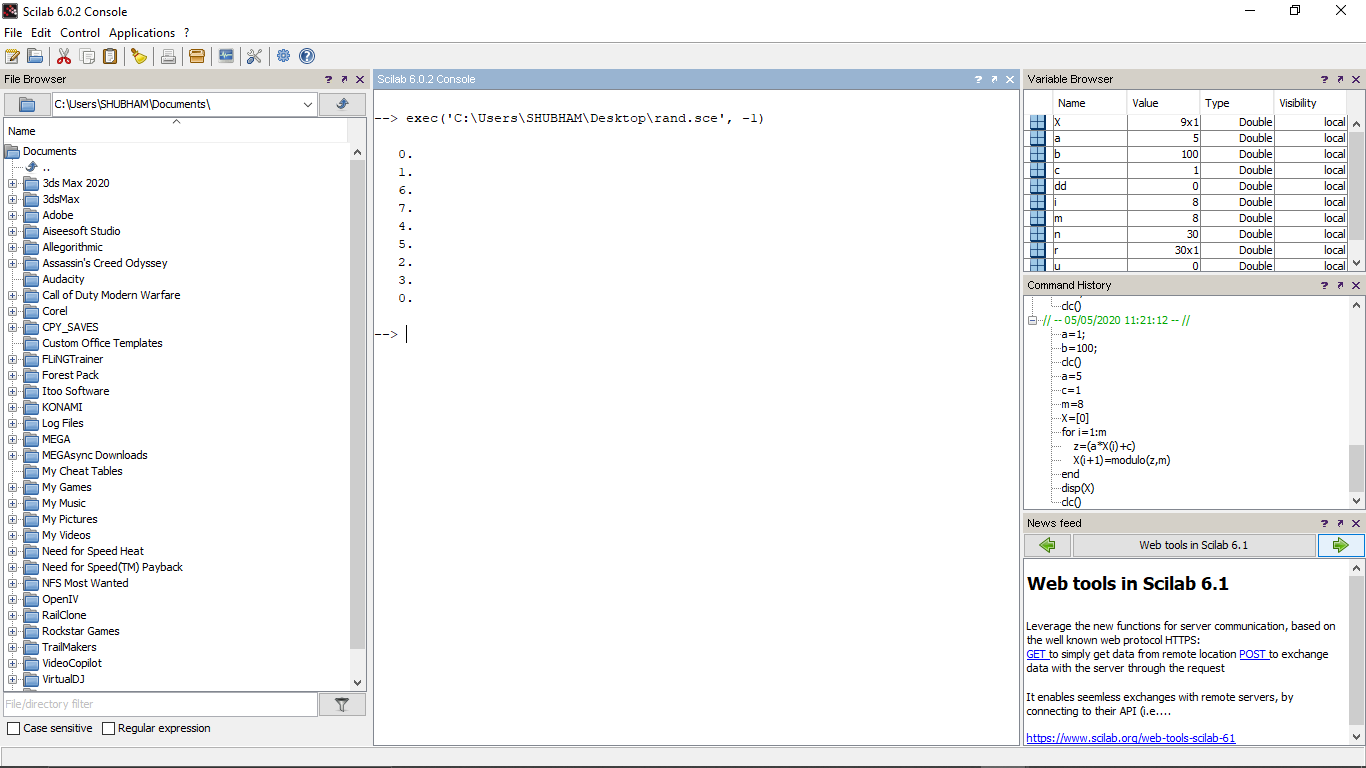 Scilab 6.0.2 Console
File Edit Control Applications ?
File Browser
C:\Users\SHUBHAM\Documents\
Name
Documents
..
3ds Max 2020
3dsMax
Adobe
Aiseesoft Studio
Allegorithmic
Assassin's Creed Odyssey
Audacity
Call of Duty Modern Warfare
Corel
CPY_SAVES
Custom Office Templates
FLiNGTrainer
Forest Pack
Itoo Software
KONAMI
Log Files
MEGA
MEGAsync Downloads
My Cheat Tables
My Games
My Music
My Pictures
My Videos
Need for Speed Heat
Need for Speed(TM) Payback
NFS Most Wanted
OpenIV
RailClone
Rockstar Games
TrailMakers
VideoCopilot
VirtualDJ
File/directory filter
Case sensitive Regular expression
Scilab 6.0.2 Console
--> exec('C:\Users\SHUBHAM\Desktop\rand.sce', -1)
0.
1.
6.
7.
4.
5.
2.
3.
0.
-->
Variable Browser
Name Value Type Visibility
X 9x1 Double local
a 5 Double local
b 100 Double local
c 1 Double local
dd 0 Double local
i 8 Double local
m 8 Double local
n 30 Double local
r 30x1 Double local
u 0 Double local
Command History
clc()
// -- 05/05/2020 11:21:12 -- //
a=1;
b=100;
clc()
a=5
c=1
m=8
X=[0]
for i=1:m
z=(a*X(i)+c)
X(i+1)=modulo(z,m)
end
disp(X)
clc()
News feed
Web tools in Scilab 6.1
Web tools in Scilab 6.1
Leverage the new functions for server communication, based on
the well known web protocol HTTPS:
GET to simply get data from remote location POST to exchange
data with the server through the request
It enables seemless exchanges with remote servers, by
connecting to their API (i.e....
https://www.scilab.org/web-tools-scilab-61